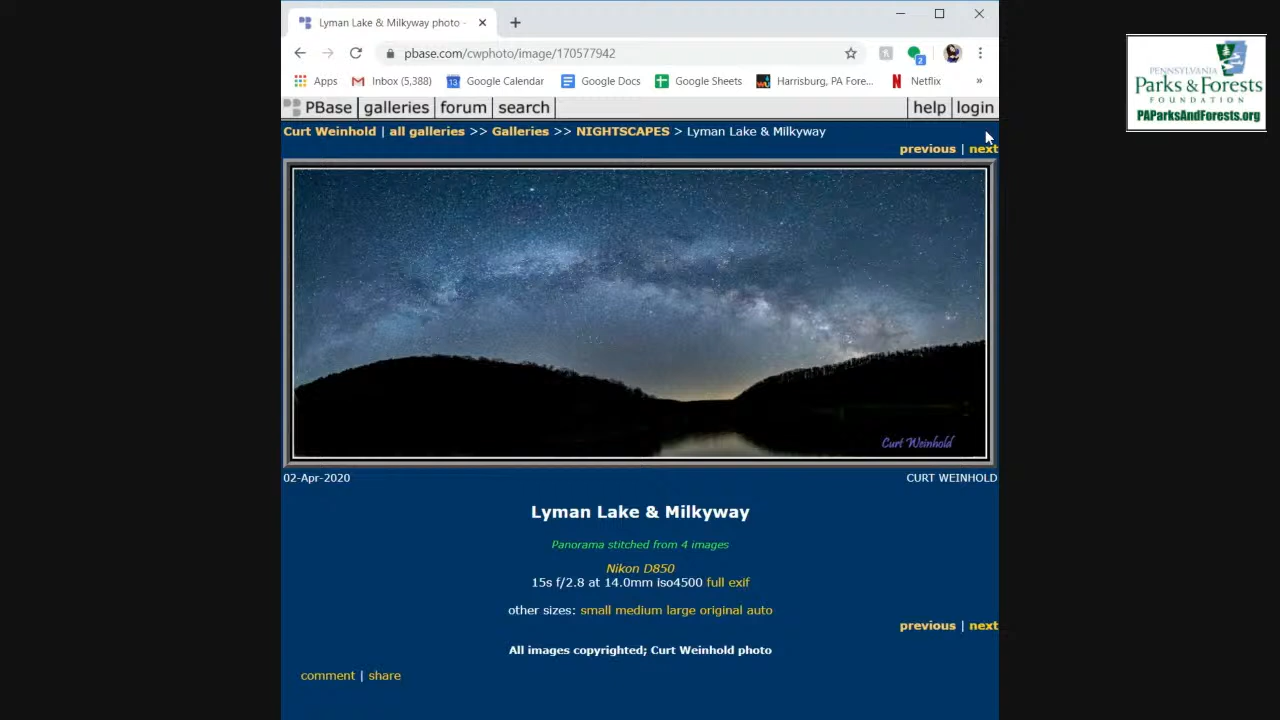 Lyman Lake & Milkyway photo -
pbase.com/cwphoto/image/170577942
2
Apps Inbox (5,388) 13 Google Calendar Google Docs Google Sheets Harrisburg, PA Fore... N Netflix »
PBase galleries forum search help login
Curt Weinhold | all galleries >> Galleries >> NIGHTSCAPES > Lyman Lake & Milkyway
previous | next
Curt Weinhold
02-Apr-2020 CURT WEINHOLD
Lyman Lake & Milkyway
Panorama stitched from 4 images
Nikon D850
15s f/2.8 at 14.0mm iso4500 full exif
other sizes: small medium large original auto
previous | next
All images copyrighted; Curt Weinhold photo
comment | share
PENNSYLVANIA
Parks & Forests
FOUNDATION
PAParksAndForests.org